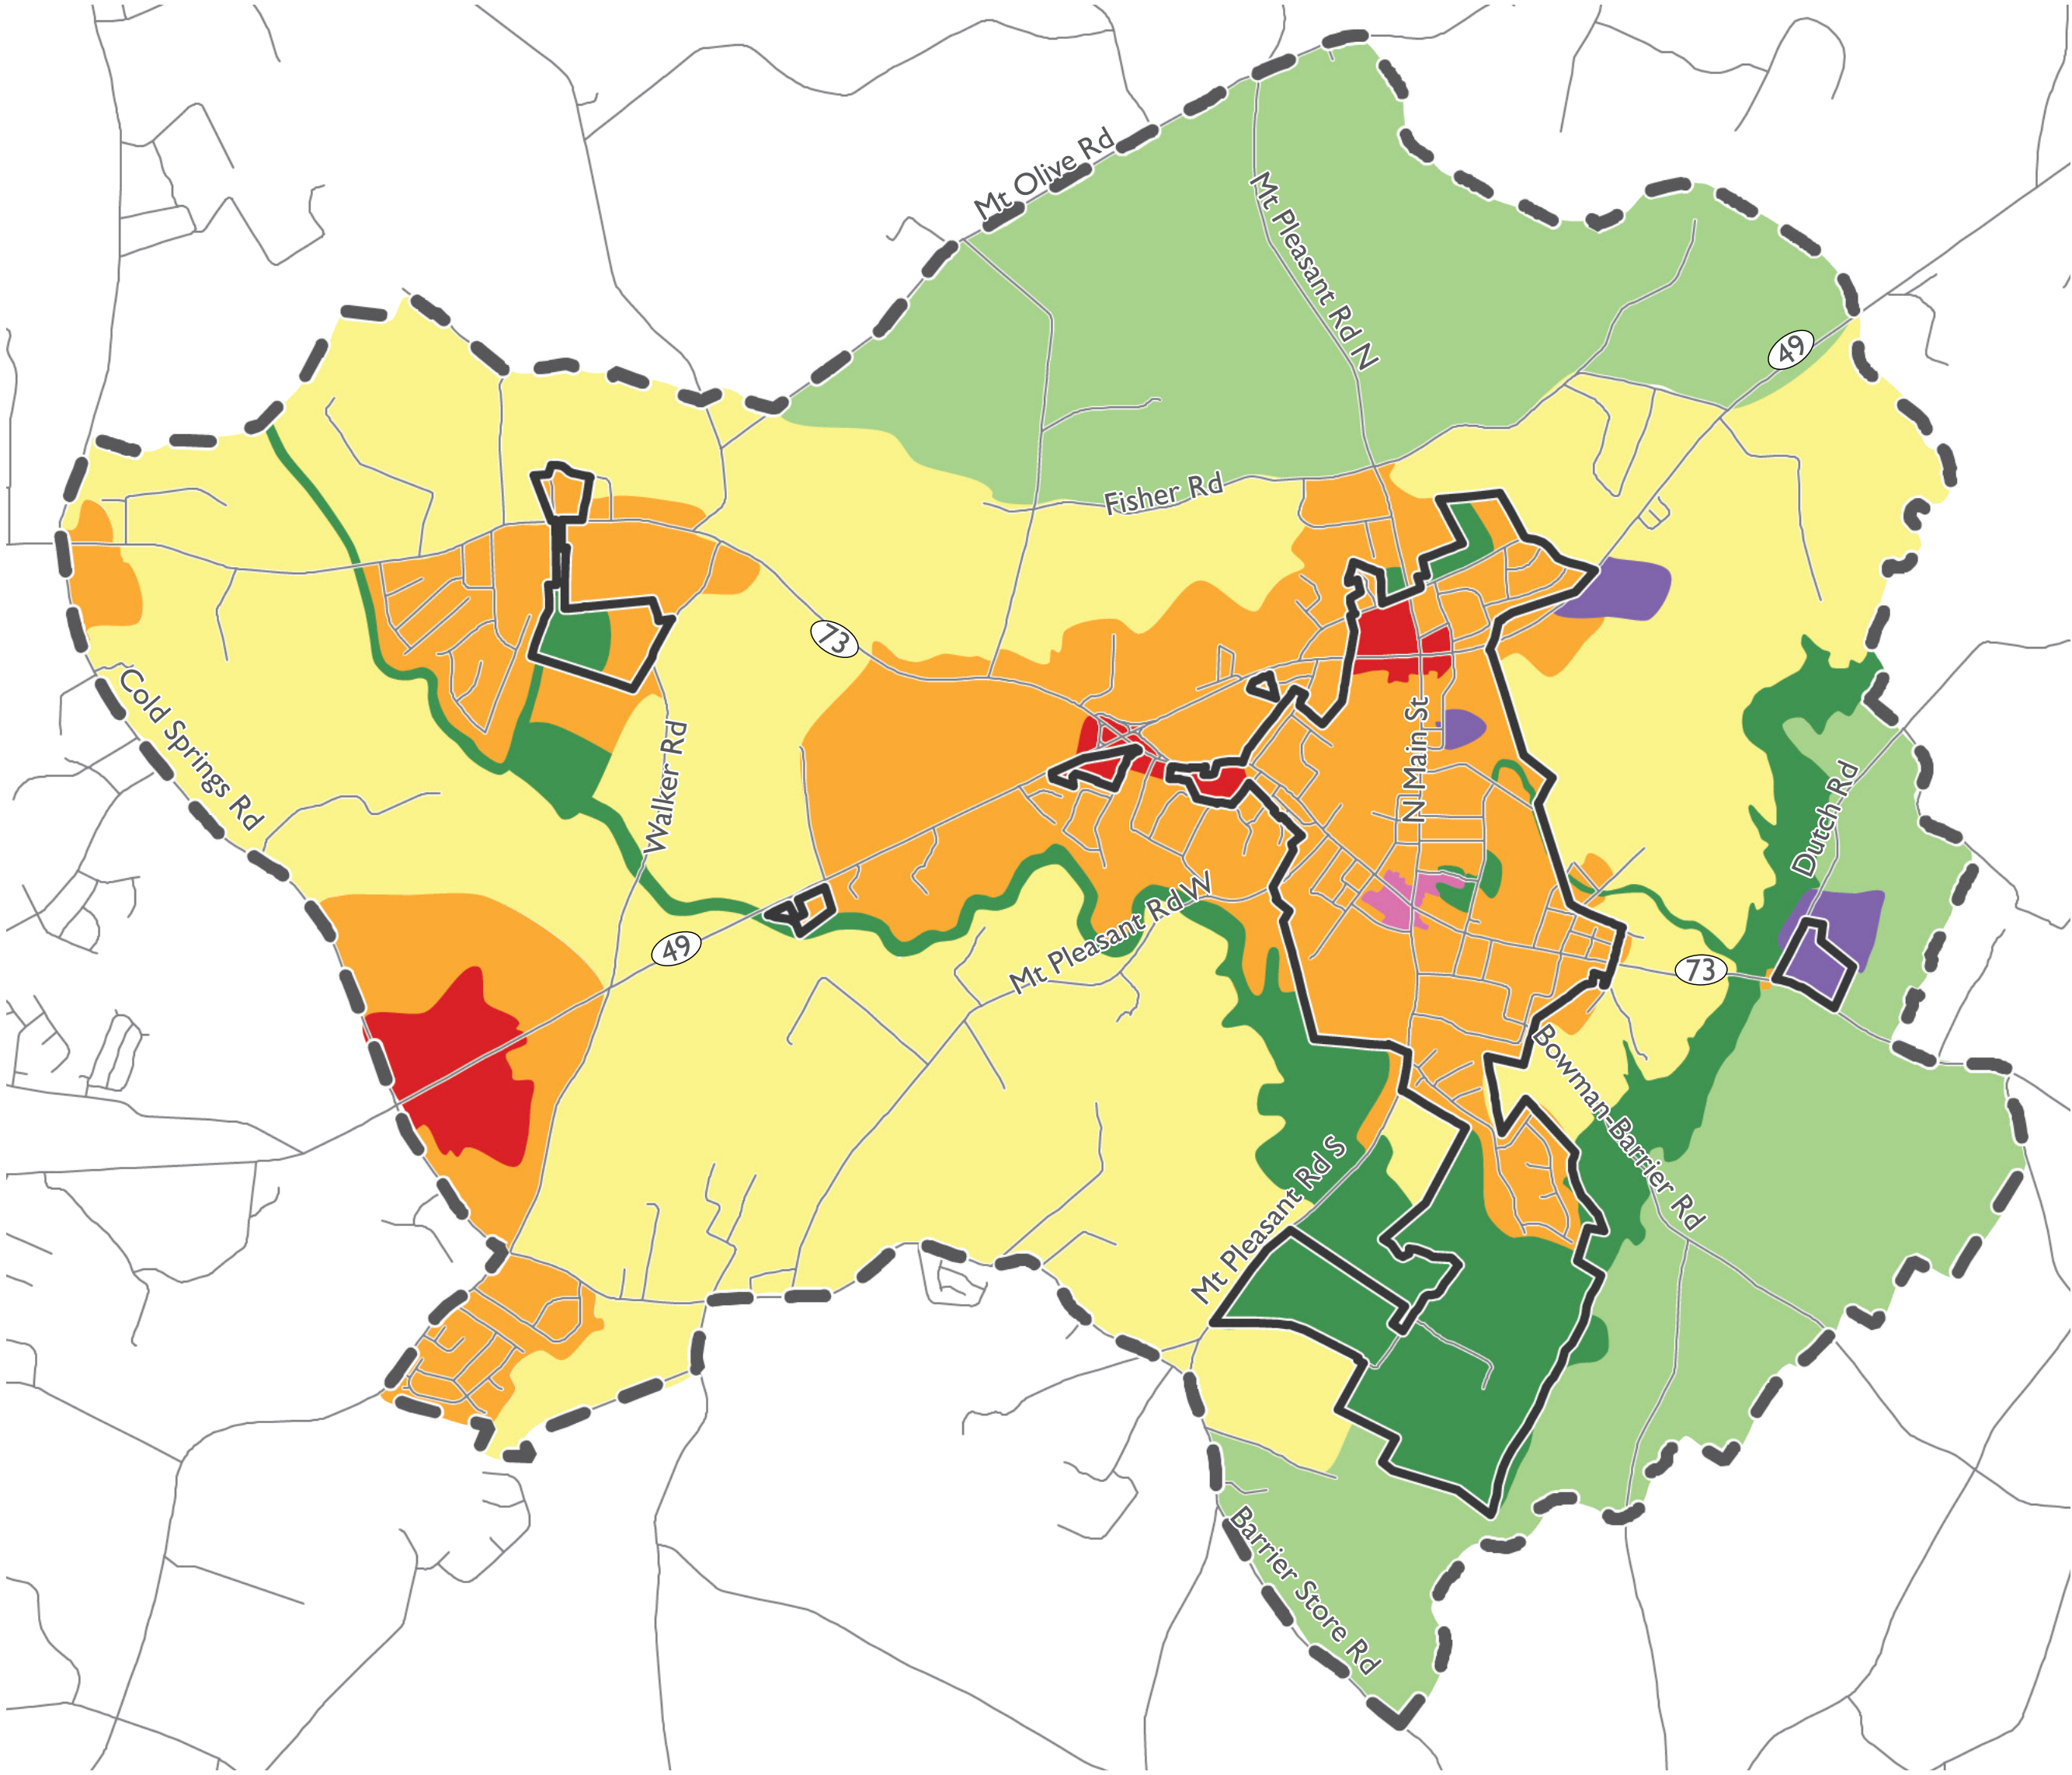 Mt Olive Rd
Mt Pleasant Rd N
49
Fisher Rd
73
Cold Springs Rd
Walker Rd
N Main St
Dutch Rd
Mt Pleasant Rd W
49
73
Bowman-Barrier Rd
Mt Pleasant Rd S
Barrier Store Rd